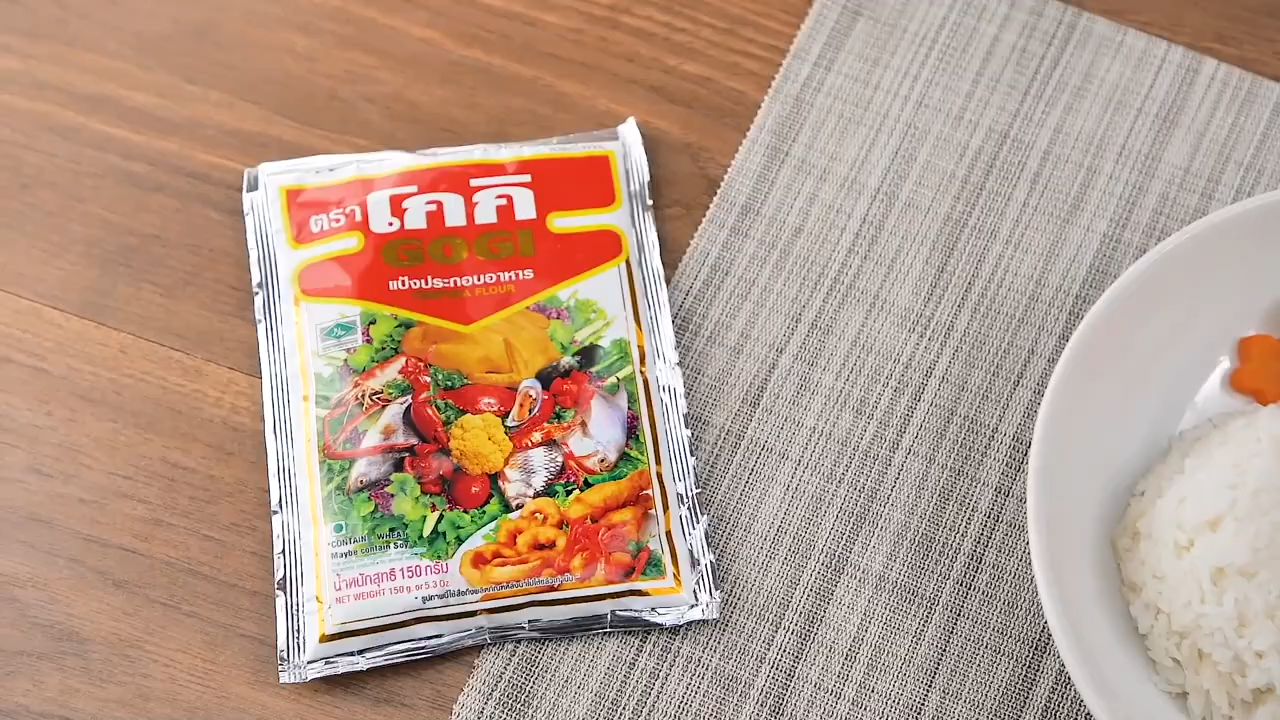 ตรา โกกิ
GOGI
แป้งประกอบอาหาร
TEMPURA FLOUR
CONTAIN : WHEAT
Maybe contain Soy
น้ำหนักสุทธิ 150 กรัม
NET WEIGHT 150 g. or 5.3 Oz.